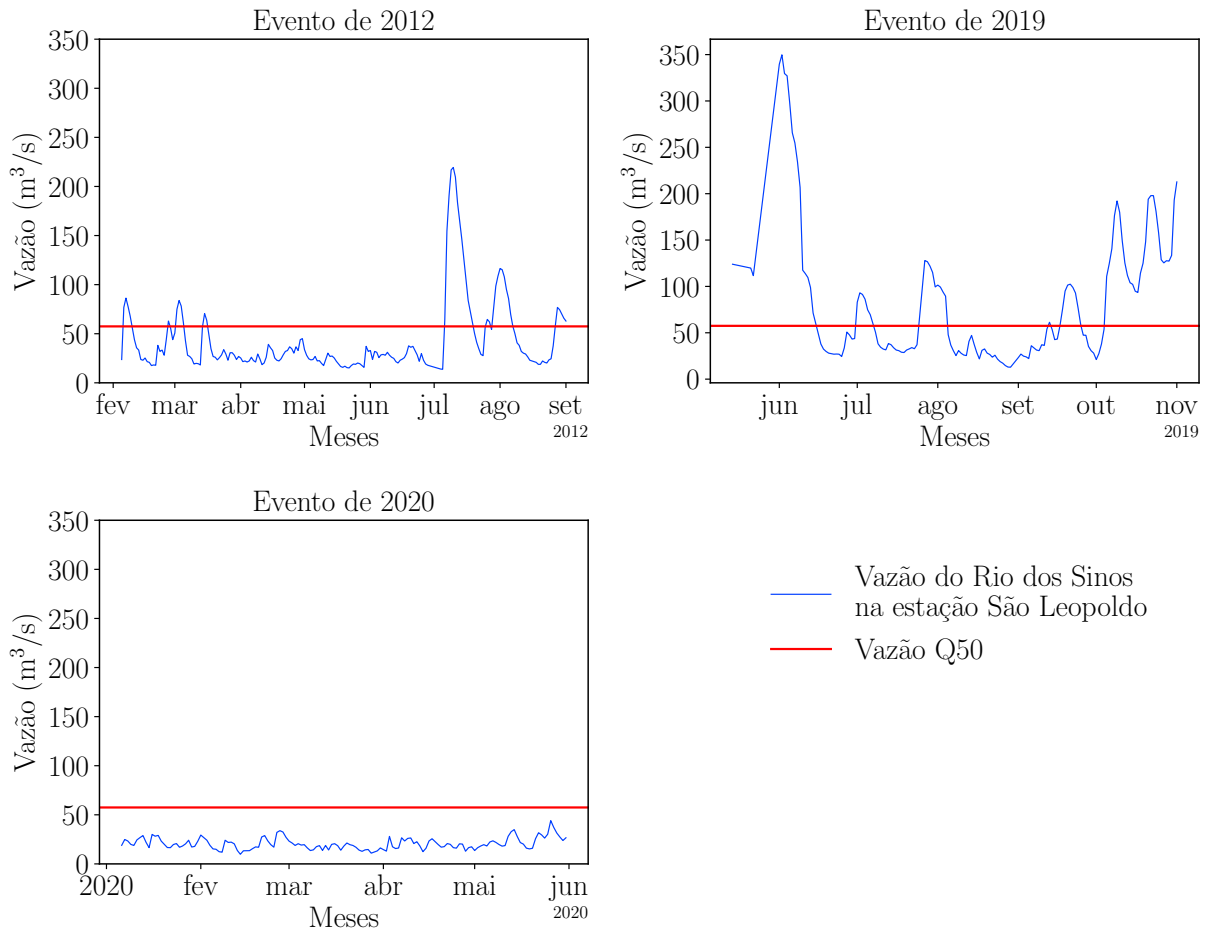 Evento de 2012
350
300
250
200
150
100
50
0
Vazão (m³/s)
fev mar abr mai jun jul ago set
Meses
2012
Evento de 2019
350
300
250
200
150
100
50
0
Vazão (m³/s)
jun jul ago set out nov
Meses
2019
Evento de 2020
350
300
250
200
150
100
50
0
Vazão (m³/s)
2020 fev mar abr mai jun
Meses
2020
Vazão do Rio dos Sinos
na estação São Leopoldo
Vazão Q50